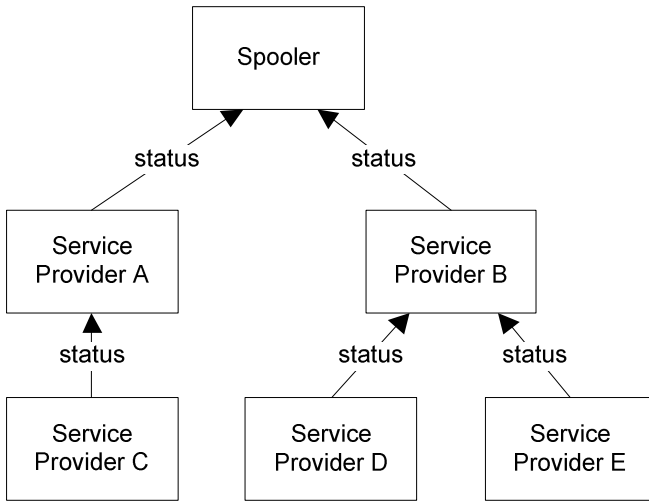 Spooler
status
status
Service
Provider A
Service
Provider B
status
status
status
Service
Provider C
Service
Provider D
Service
Provider E